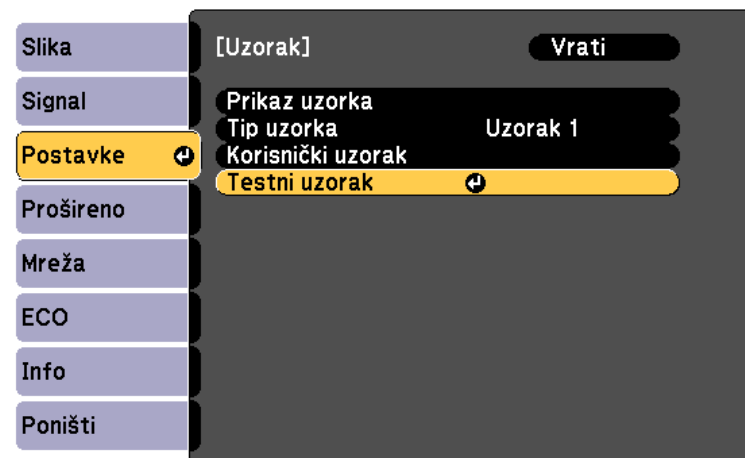 Slika
Signal
Postavke
Prošireno
Mreža
ECO
Info
Poništi
[Uzorak] Vrati
Prikaz uzorka
Tip uzorka Uzorak 1
Korisnički uzorak
Testni uzorak